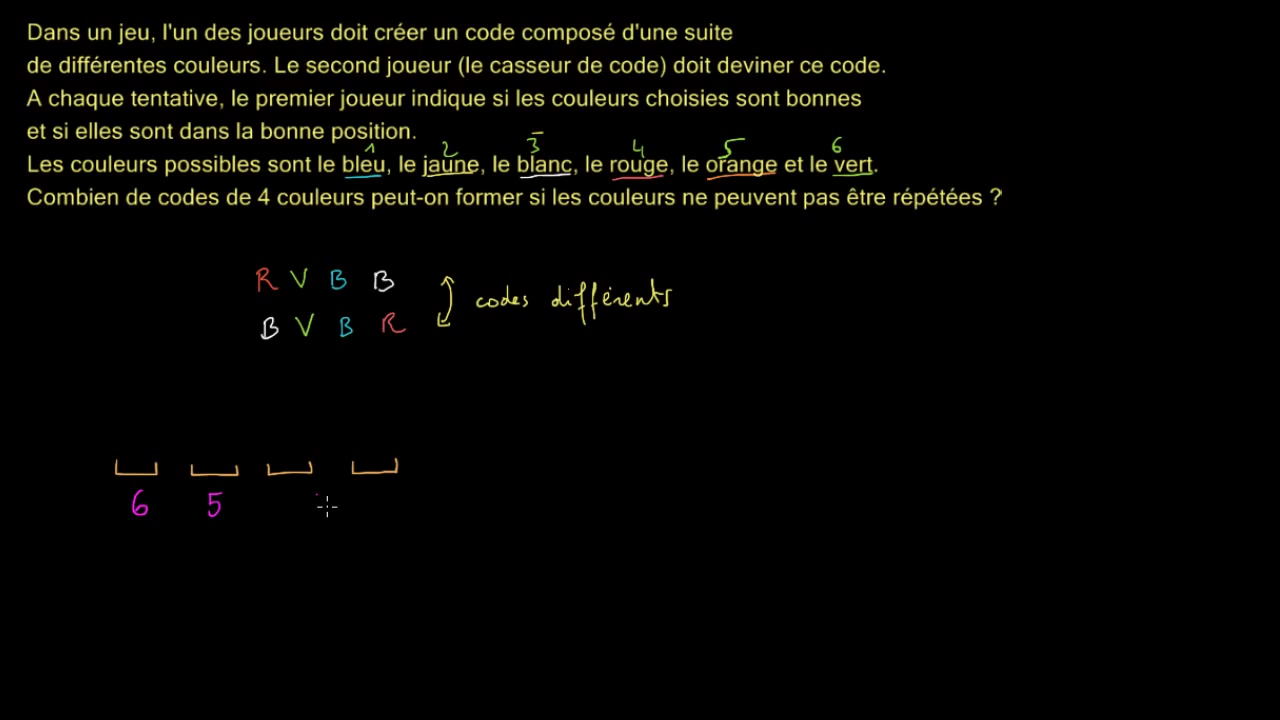 Dans un jeu, l'un des joueurs doit créer un code composé d'une suite
de différentes couleurs. Le second joueur (le casseur de code) doit deviner ce code.
A chaque tentative, le premier joueur indique si les couleurs choisies sont bonnes
et si elles sont dans la bonne position.
1 2 3 4 5 6
Les couleurs possibles sont le bleu, le jaune, le blanc, le rouge, le orange et le vert.
Combien de codes de 4 couleurs peut-on former si les couleurs ne peuvent pas être répétées ?
R V B B
codes différents
B V B R
6 5